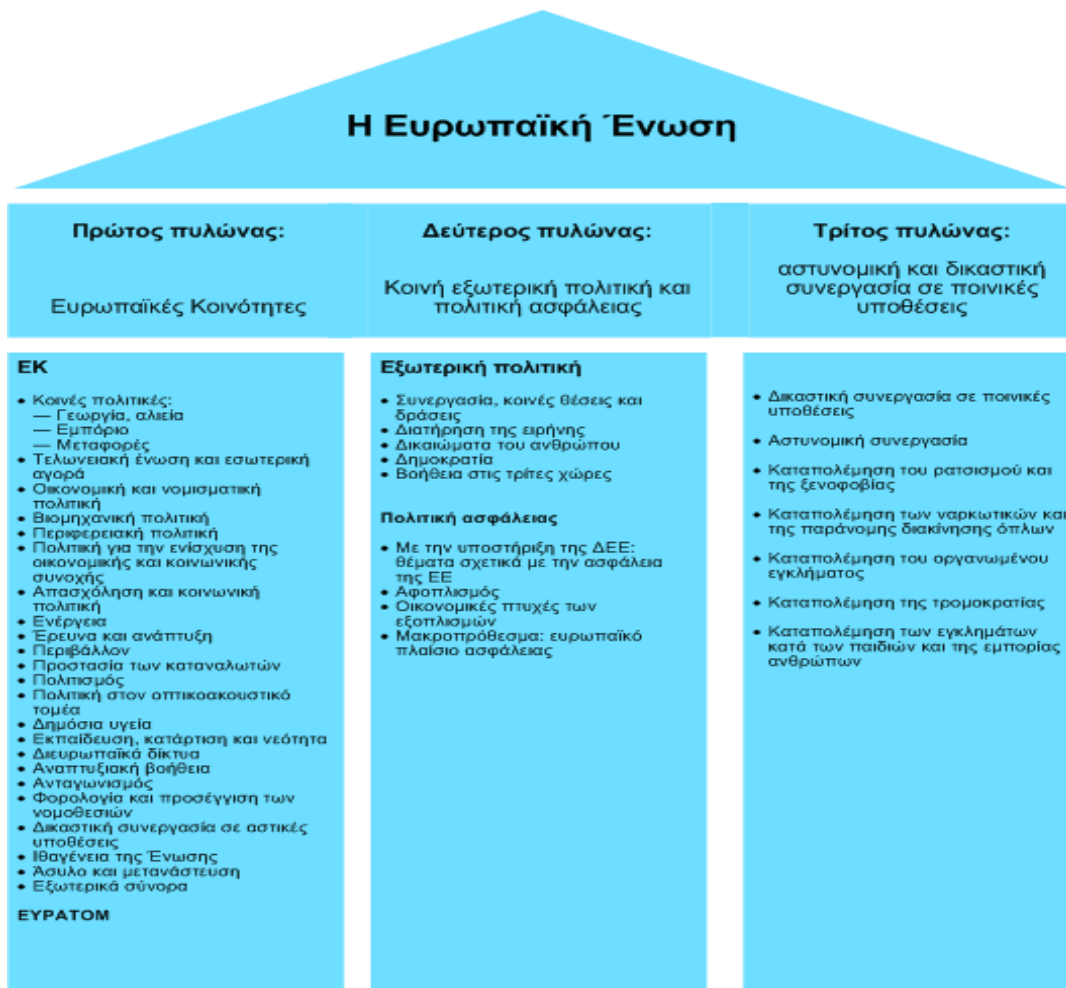 Η Ευρωπαϊκή Ένωση
Πρώτος πυλώνας:
Ευρωπαϊκές Κοινότητες
Δεύτερος πυλώνας:
Κοινή εξωτερική πολιτική και
πολιτική ασφάλειας
Τρίτος πυλώνας:
αστυνομική και δικαστική
συνεργασία σε ποινικές
υποθέσεις
ΕΚ
• Κοινές πολιτικές:
— Γεωργία, αλιεία
— Εμπόριο
— Μεταφορές
• Τελωνειακή ένωση και εσωτερική
αγορά
• Οικονομική και νομισματική
πολιτική
• Βιομηχανική πολιτική
• Περιφερειακή πολιτική
• Πολιτική για την ενίσχυση της
οικονομικής και κοινωνικής
συνοχής
• Απασχόληση και κοινωνική
πολιτική
• Ενέργεια
• Έρευνα και ανάπτυξη
• Περιβάλλον
• Προστασία των καταναλωτών
• Πολιτισμός
• Πολιτική στον οπτικοακουστικό
τομέα
• Δημόσια υγεία
• Εκπαίδευση, κατάρτιση και νεότητα
• Διευρωπαϊκά δίκτυα
• Αναπτυξιακή βοήθεια
• Ανταγωνισμός
• Φορολογία και προσέγγιση των
νομοθεσιών
• Δικαστική συνεργασία σε αστικές
υποθέσεις
• Ιθαγένεια της Ένωσης
• Άσυλο και μετανάστευση
• Εξωτερικά σύνορα
ΕΥΡΑΤΟΜ
Εξωτερική πολιτική
• Συνεργασία, κοινές θέσεις και
δράσεις
• Διατήρηση της ειρήνης
• Δικαιώματα του ανθρώπου
• Δημοκρατία
• Βοήθεια στις τρίτες χώρες
Πολιτική ασφάλειας
• Με την υποστήριξη της ΔΕΕ:
θέματα σχετικά με την ασφάλεια
της ΕΕ
• Αφοπλισμός
• Οικονομικές πτυχές των
εξοπλισμών
• Μακροπρόθεσμα: ευρωπαϊκό
πλαίσιο ασφάλειας
• Δικαστική συνεργασία σε ποινικές
υποθέσεις
• Αστυνομική συνεργασία
• Καταπολέμηση του ρατσισμού και
της ξενοφοβίας
• Καταπολέμηση των ναρκωτικών και
της παράνομης διακίνησης όπλων
• Καταπολέμηση του οργανωμένου
εγκλήματος
• Καταπολέμηση της τρομοκρατίας
• Καταπολέμηση των εγκλημάτων
κατά των παιδιών και της εμπορίας
ανθρώπων